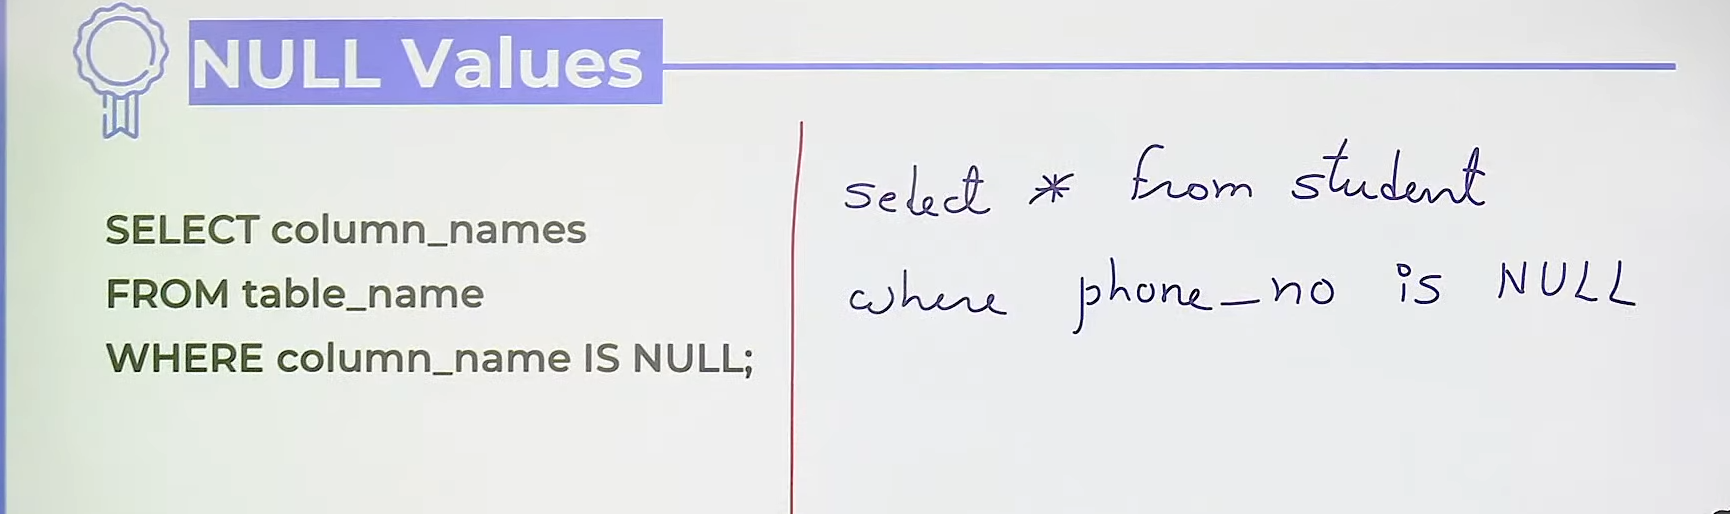 NULL Values
SELECT column_names
FROM table_name
WHERE column_name IS NULL;
select * from student
where phone_no is NULL